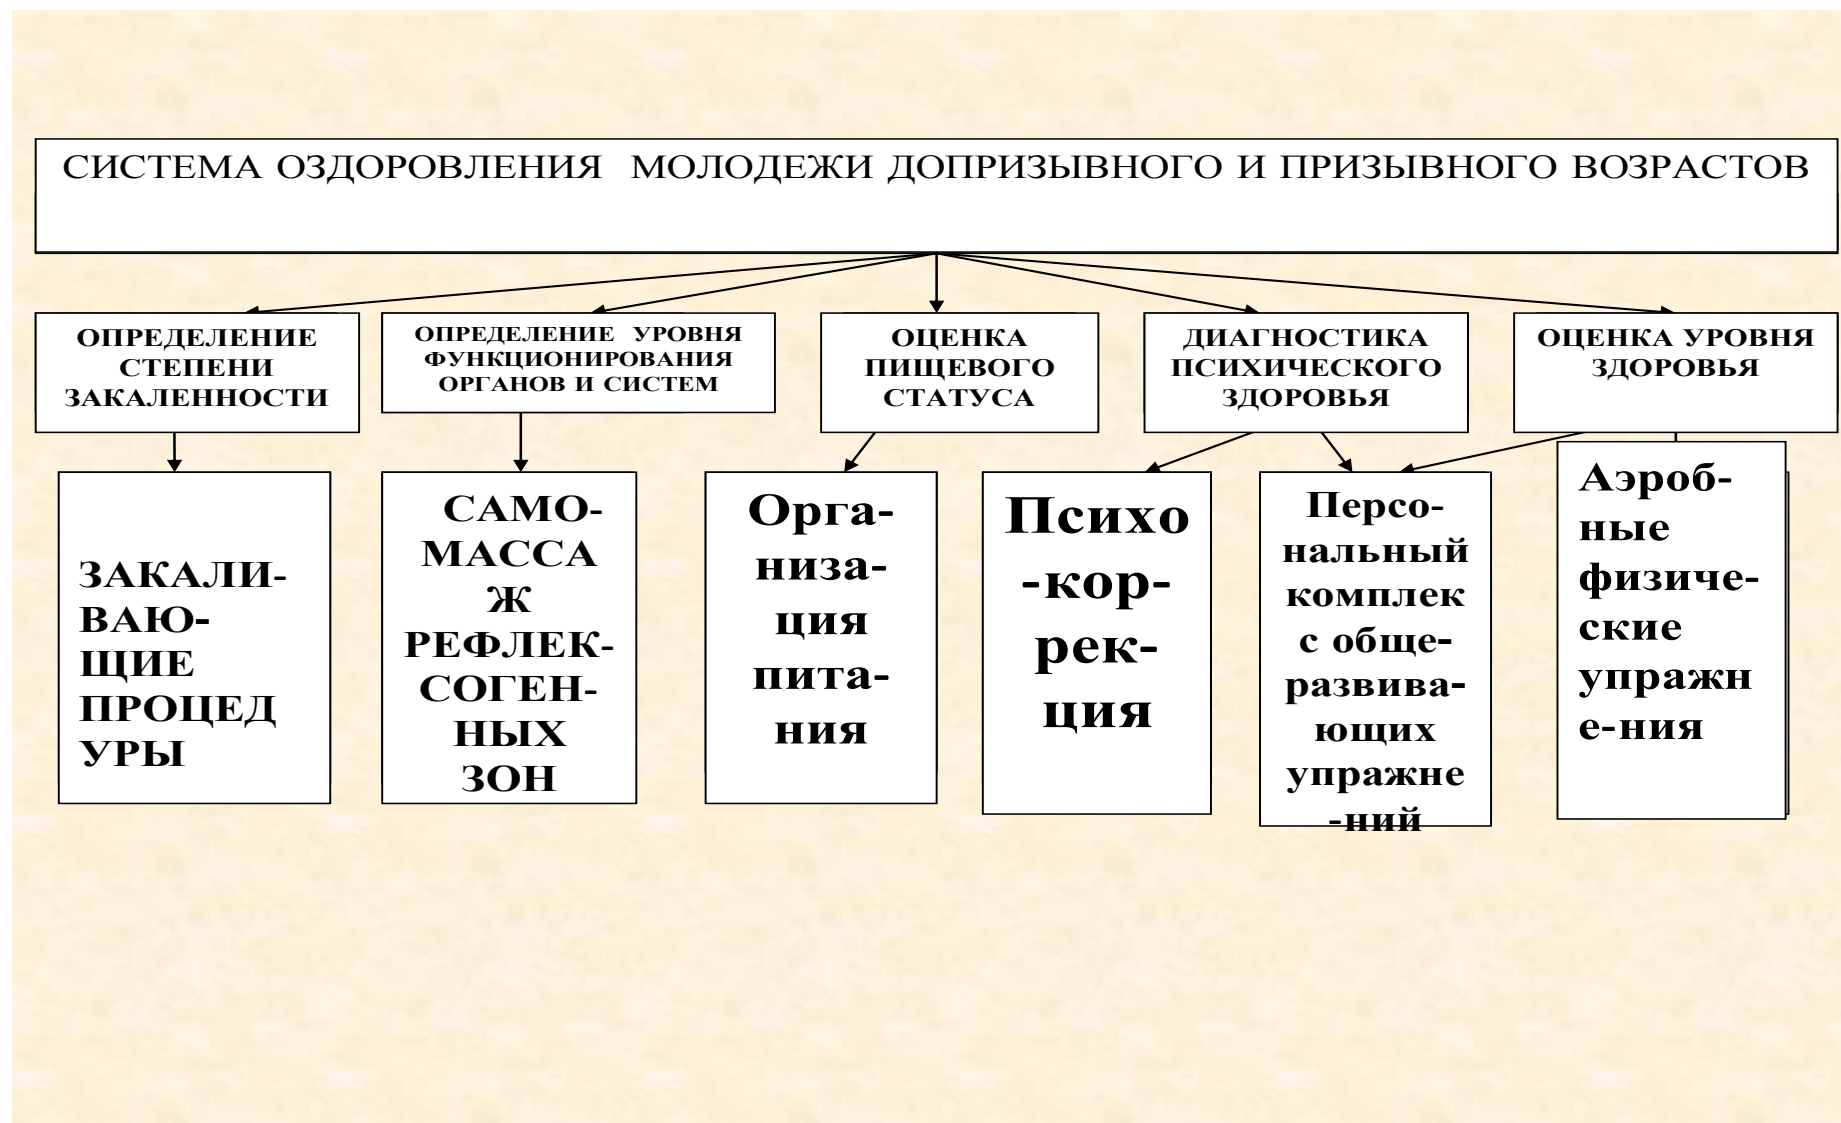 СИСТЕМА ОЗДОРОВЛЕНИЯ МОЛОДЕЖИ ДОПРИЗЫВНОГО И ПРИЗЫВНОГО ВОЗРАСТОВ
ОПРЕДЕЛЕНИЕ
СТЕПЕНИ
ЗАКАЛЕННОСТИ
ОПРЕДЕЛЕНИЕ УРОВНЯ
ФУНКЦИОНИРОВАНИЯ
ОРГАНОВ И СИСТЕМ
ОЦЕНКА
ПИЩЕВОГО
СТАТУСА
ДИАГНОСТИКА
ПСИХИЧЕСКОГО
ЗДОРОВЬЯ
ОЦЕНКА УРОВНЯ
ЗДОРОВЬЯ
ЗАКАЛИ-
ВАЮ-
ЩИЕ
ПРОЦЕД
УРЫ
САМО-
МАССА
Ж
РЕФЛЕК-
СОГЕН-
НЫХ
ЗОН
Орга-
низа-
ция
пита-
ния
Психо
-кор-
рек-
ция
Персо-
нальный
комплек
с обще-
развива-
ющих
упражне
-ний
Аэроб-
ные
физиче-
ские
упражн
е-ния